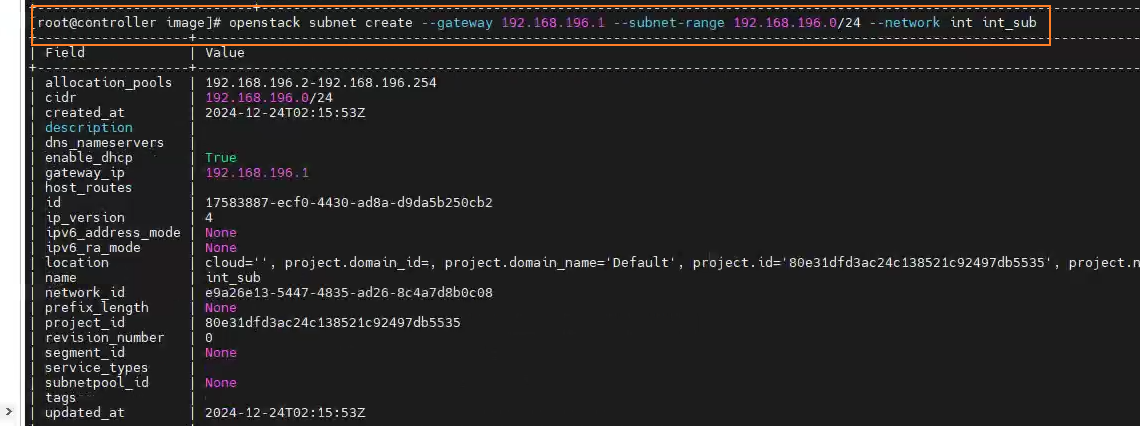 [root@controller image]# openstack subnet create --gateway 192.168.196.1 --subnet-range 192.168.196.0/24 --network int int_sub
| Field | Value
| allocation_pools | 192.168.196.2-192.168.196.254
| cidr | 192.168.196.0/24
| created_at | 2024-12-24T02:15:53Z
| description |
| dns_nameservers |
| enable_dhcp | True
| gateway_ip | 192.168.196.1
| host_routes |
| id | 17583887-ecf0-4430-ad8a-d9da5b250cb2
| ip_version | 4
| ipv6_address_mode | None
| ipv6_ra_mode | None
| location | cloud='', project.domain_id=, project.domain_name='Default', project.id='80e31dfd3ac24c138521c92497db5535', project.n
| name | int_sub
| network_id | e9a26e13-5447-4835-ad26-8c4a7d8b0c08
| prefix_length | None
| project_id | 80e31dfd3ac24c138521c92497db5535
| revision_number | 0
| segment_id | None
| service_types |
| subnetpool_id | None
| tags |
| updated_at | 2024-12-24T02:15:53Z